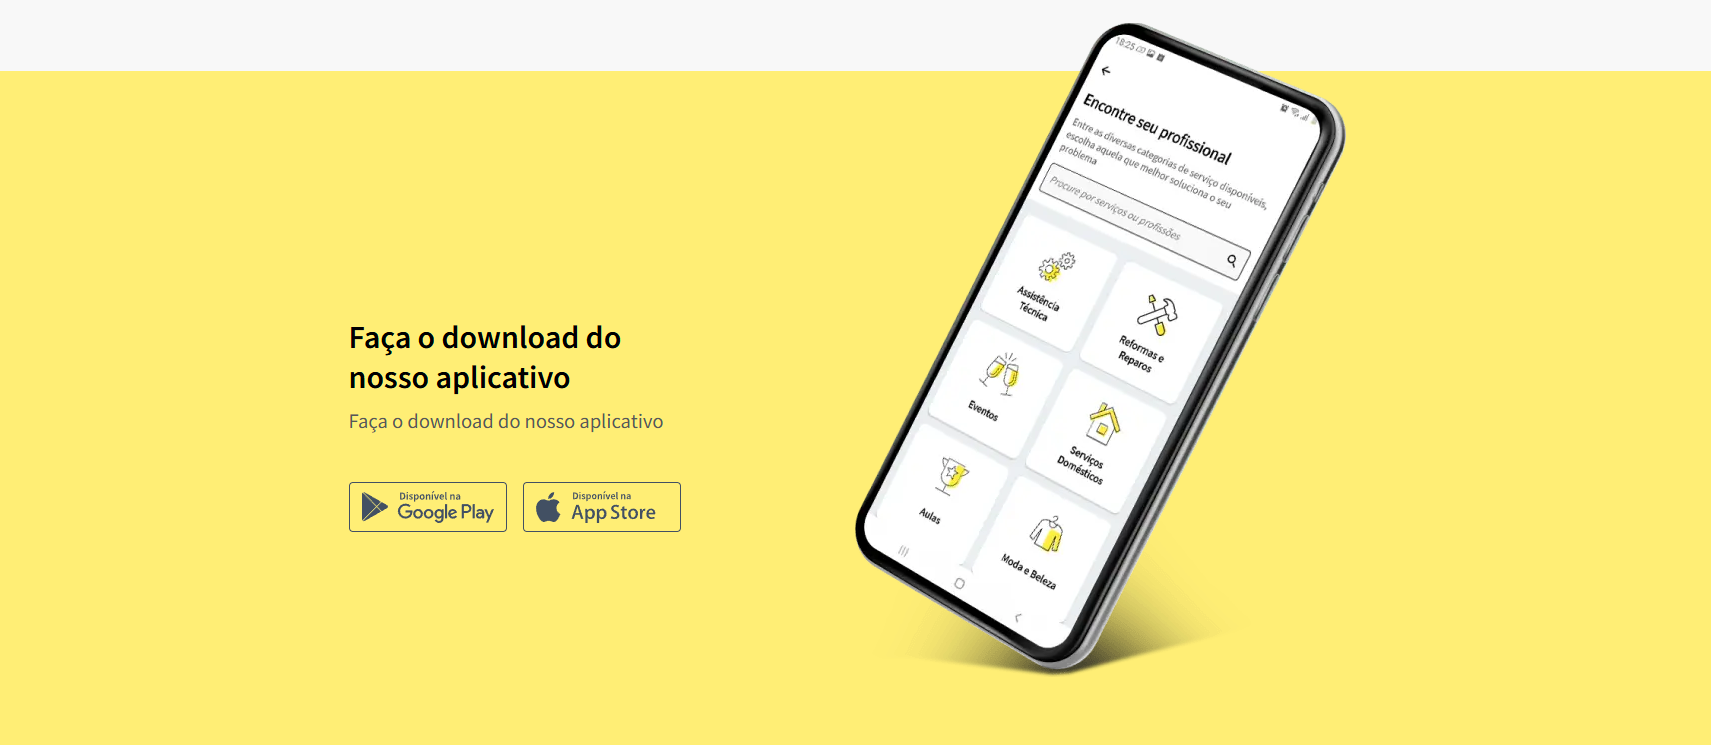 Faça o download do
nosso aplicativo
Faça o download do nosso aplicativo
Disponível na
Google Play
Disponível na
App Store
18:25
Encontre seu profissional
Entre as diversas categorias de serviço disponíveis,
escolha aquela que melhor soluciona o seu
problema
Procure por serviços ou profissões
Assistência
Técnica
Reformas e
Reparos
Eventos
Serviços
Domésticos
Aulas
Moda e Beleza